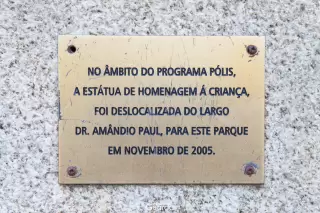 NO ÂMBITO DO PROGRAMA PÓLIS,
A ESTÁTUA DE HOMENAGEM Á CRIANÇA,
FOI DESLOCALIZADA DO LARGO
DR. AMÂNDIO PAUL, PARA ESTE PARQUE
EM NOVEMBRO DE 2005.